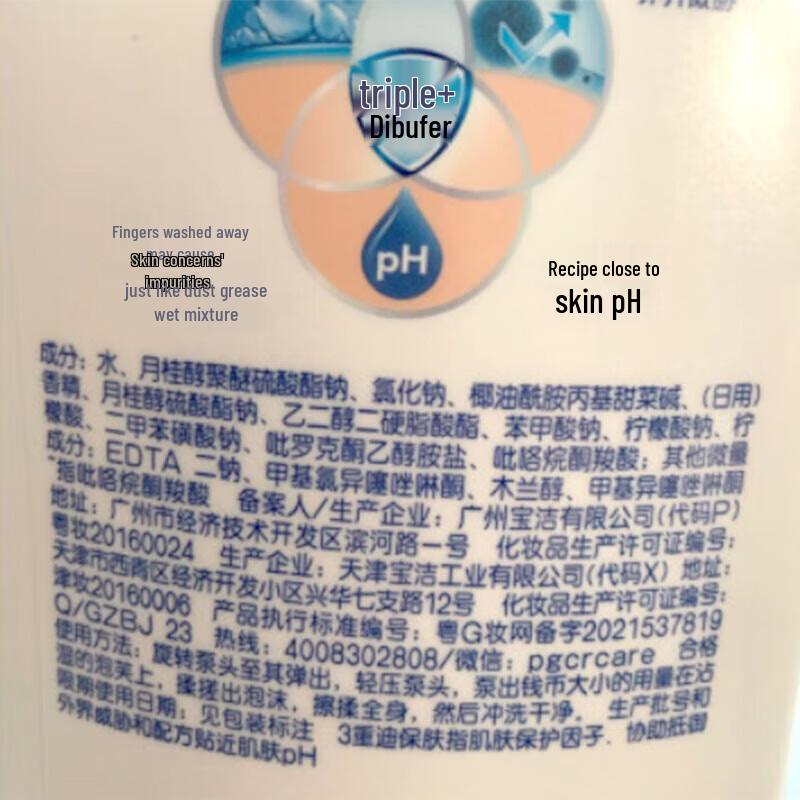 triple+
Dibufer
pH
Fingers washed away
may cause
Skin concerns'
impurities
just like dust grease
wet mixture
Recipe close to
skin pH
成分：水、月桂醇聚醚硫酸酯钠、氯化钠、椰油酰胺丙基甜菜碱、（日用）
香精、月桂醇硫酸酯钠、乙二醇二硬脂酸酯、苯甲酸钠、柠檬酸钠、柠
檬酸、二甲苯磺酸钠、吡罗克酮乙醇胺盐、吡咯烷酮羧酸；其他微量
成分：EDTA 二钠、甲基氯异噻唑啉酮、木兰醇、甲基异噻唑啉酮
*指吡咯烷酮羧酸 备案人/生产企业：广州宝洁有限公司(代码P)
地址：广州市经济技术开发区滨河路一号 化妆品生产许可证编号：
粤妆20160024 生产企业：天津宝洁工业有限公司(代码X) 地址：
天津市西青区经济开发小区兴华七支路12号 化妆品生产许可证编号：
津妆20160006 产品执行标准编号：粤G妆网备字2021537819
Q/GZBJ 23 热线：4008302808/微信：pgcrcare 合格
使用方法：旋转泵头至其弹出，轻压泵头，泵出钱币大小的用量在沾
湿的泡芙上，揉搓出泡沫，擦揉全身，然后冲洗干净。 生产批号和
限期使用日期：见包装标注 3重迪保肤指肌肤保护因子、协助抵御
外界威胁和配方贴近肌肤pH